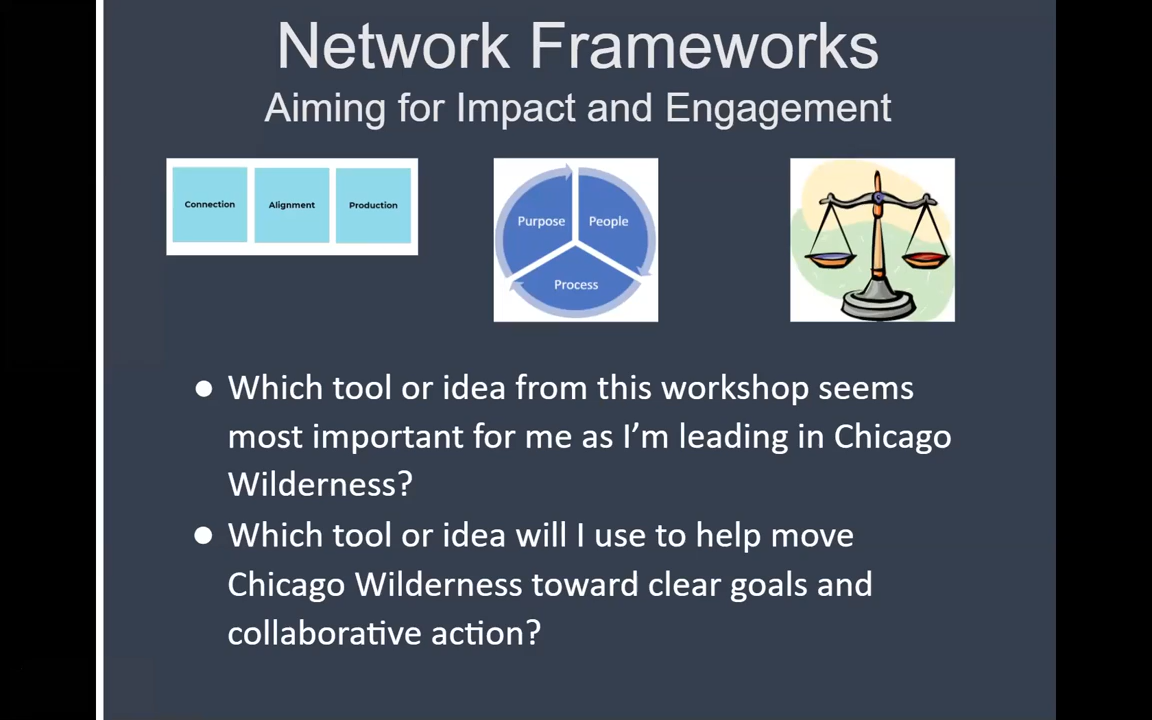 Network Frameworks
Aiming for Impact and Engagement
Connection
Alignment
Production
Purpose
People
Process
● Which tool or idea from this workshop seems
most important for me as I’m leading in Chicago
Wilderness?
● Which tool or idea will I use to help move
Chicago Wilderness toward clear goals and
collaborative action?